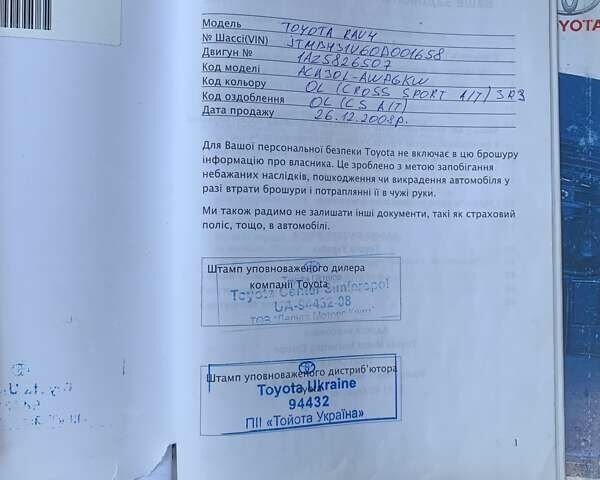 Модель TOYOTA RAV4
№ Шассі(VIN) JTMBH31V60D001658
Двигун № 1AZ5826507
Код моделі ACA30L-AWPGKW
Код кольору OL (CROSS SPORT A/T) 3R3
Код оздоблення OL (CS A/T)
Дата продажу 26.12.2008р.
Для Вашої персональної безпеки Toyota не включає в цю брошуру
інформацію про власника. Це зроблено з метою запобігання
небажаних наслідків, пошкодження чи викрадення автомобіля у
разі втрати брошури і потраплянні її в чужі руки.
Ми також радимо не залишати інші документи, такі як страховий
поліс, тощо, в автомобілі.
Штамп уповноваженого дилера
компанії Toyota
Toyota Center Simferopol
UA-94432-08
Штамп уповноваженого дистриб'ютора
Toyota Ukraine
94432
ПІІ «Тойота Україна»
1
TOYOTA